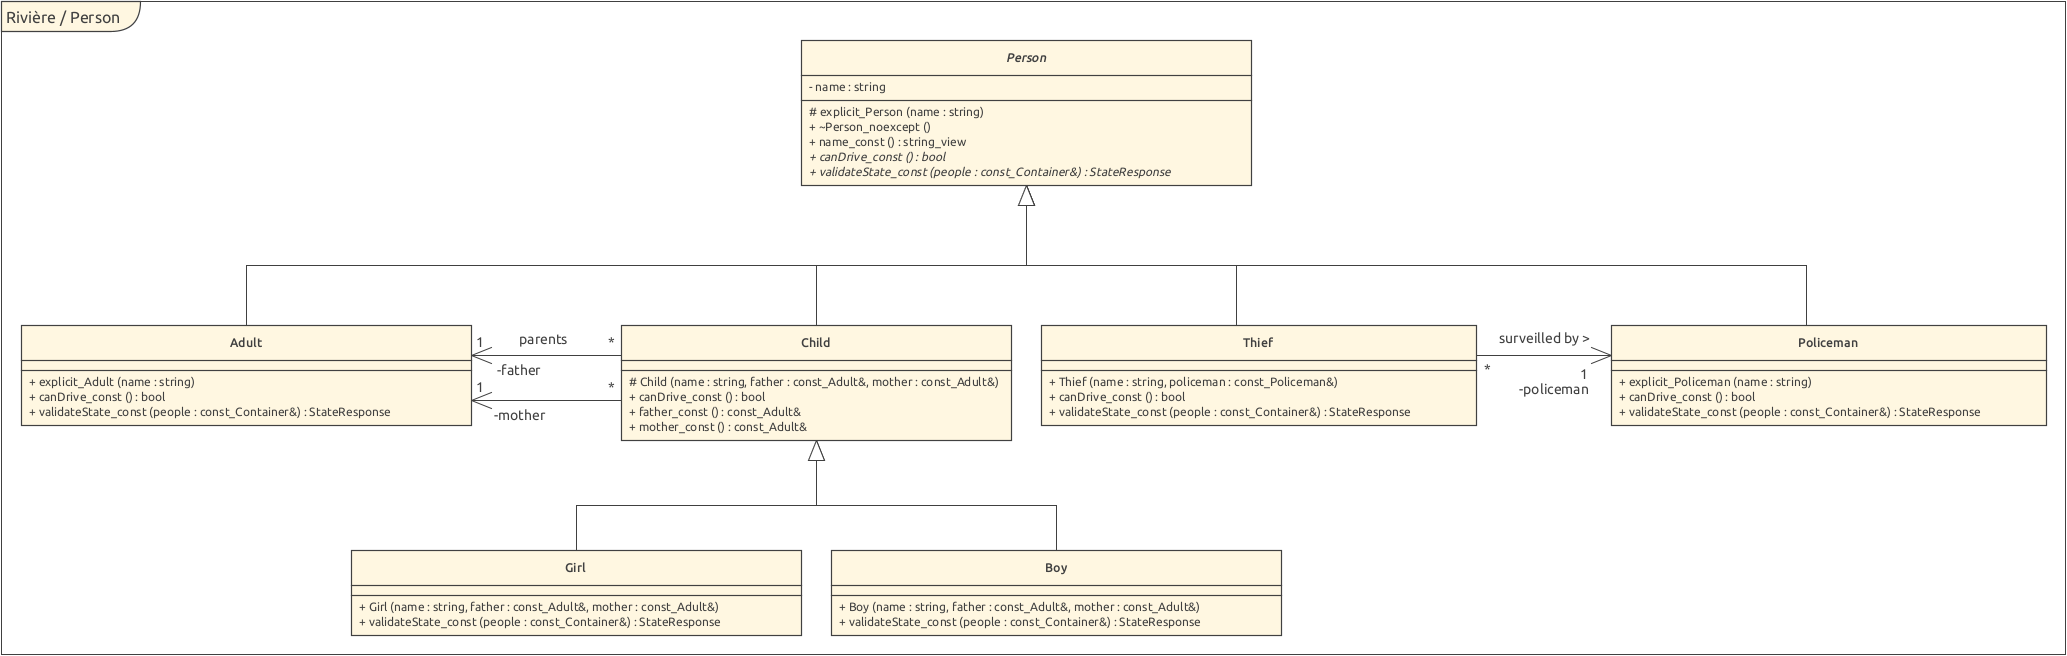 Rivière / Person
Person
- name : string
# explicit_Person (name : string)
+ ~Person_noexcept ()
+ name_const () : string_view
+ canDrive_const () : bool
+ validateState_const (people : const_Container&) : StateResponse
Adult
+ explicit_Adult (name : string)
+ canDrive_const () : bool
+ validateState_const (people : const_Container&) : StateResponse
1
parents
*
-father
1
*
-mother
Child
# Child (name : string, father : const_Adult&, mother : const_Adult&)
+ canDrive_const () : bool
+ father_const () : const_Adult&
+ mother_const () : const_Adult&
Thief
+ Thief (name : string, policeman : const_Policeman&)
+ canDrive_const () : bool
+ validateState_const (people : const_Container&) : StateResponse
surveilled by >
*
1
-policeman
Policeman
+ explicit_Policeman (name : string)
+ canDrive_const () : bool
+ validateState_const (people : const_Container&) : StateResponse
Girl
+ Girl (name : string, father : const_Adult&, mother : const_Adult&)
+ validateState_const (people : const_Container&) : StateResponse
Boy
+ Boy (name : string, father : const_Adult&, mother : const_Adult&)
+ validateState_const (people : const_Container&) : StateResponse